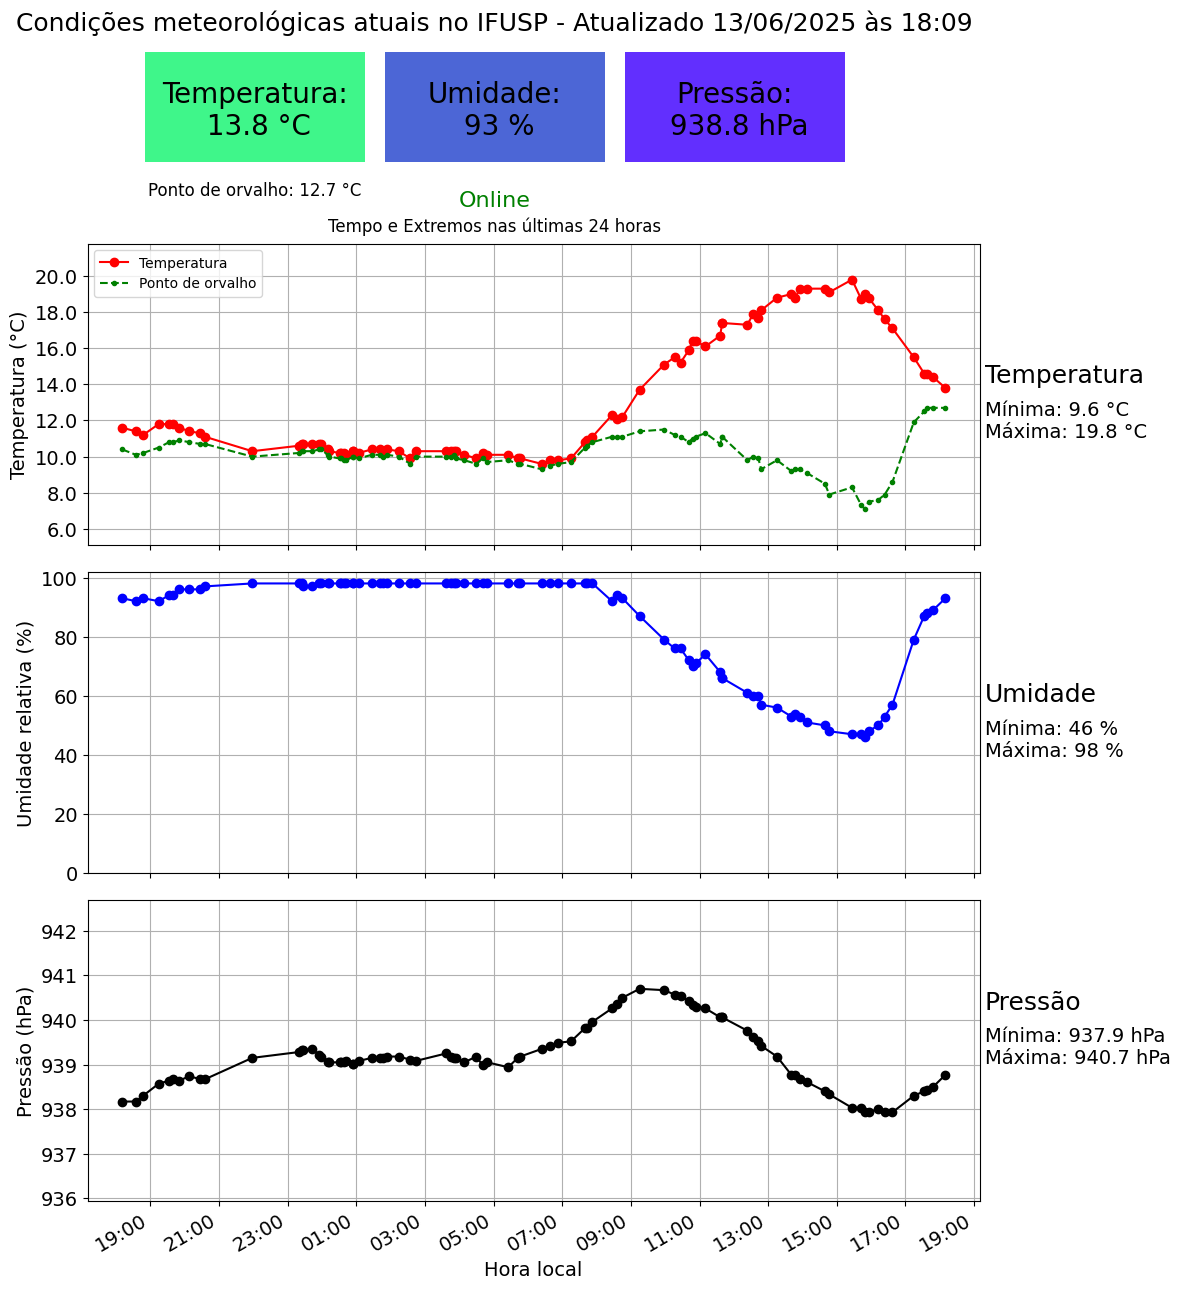 Condições meteorológicas atuais no IFUSP - Atualizado 13/06/2025 às 18:09
Temperatura:
13.8 °C
Umidade:
93 %
Pressão:
938.8 hPa
Ponto de orvalho: 12.7 °C
Online
Tempo e Extremos nas últimas 24 horas
Temperatura
Ponto de orvalho
Temperatura (°C)
20.0
18.0
16.0
14.0
12.0
10.0
8.0
6.0
Temperatura
Mínima: 9.6 °C
Máxima: 19.8 °C
Umidade relativa (%)
100
80
60
40
20
0
Umidade
Mínima: 46 %
Máxima: 98 %
Pressão (hPa)
942
941
940
939
938
937
936
Pressão
Mínima: 937.9 hPa
Máxima: 940.7 hPa
19:00
21:00
23:00
01:00
03:00
05:00
07:00
09:00
11:00
13:00
15:00
17:00
19:00
Hora local